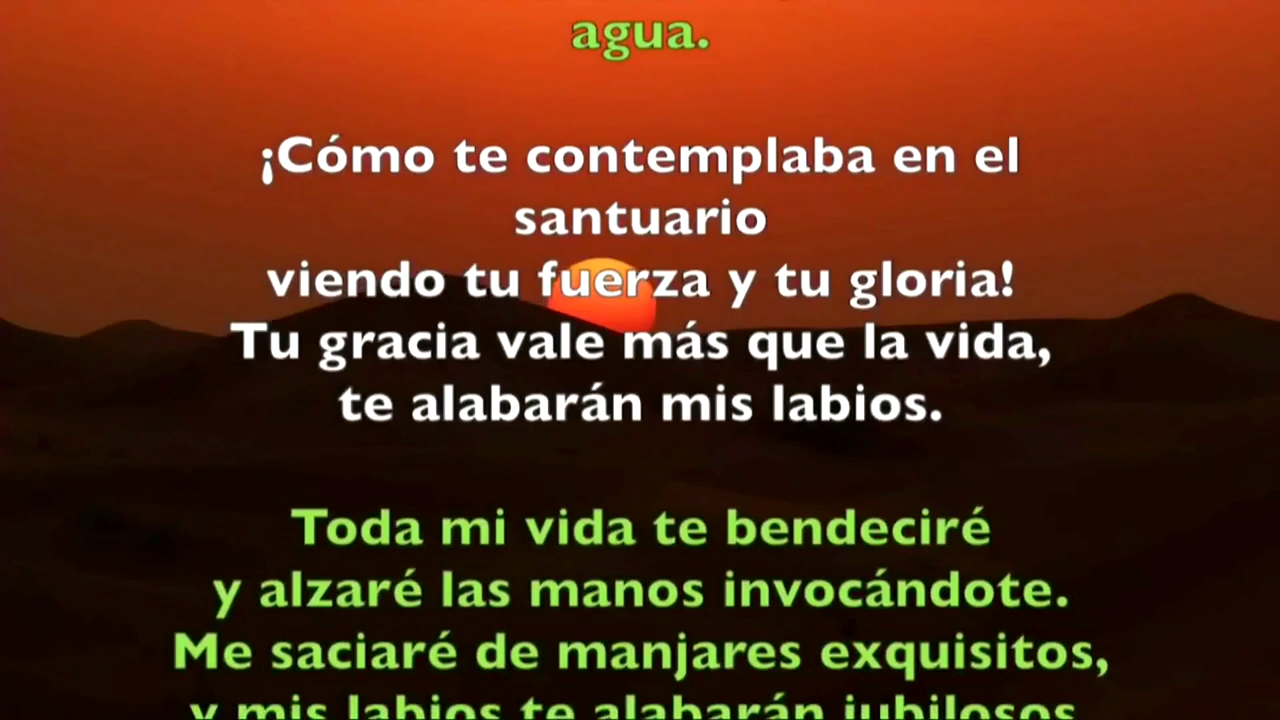 agua.
¡Cómo te contemplaba en el
santuario
viendo tu fuerza y tu gloria!
Tu gracia vale más que la vida,
te alabarán mis labios.
Toda mi vida te bendeciré
y alzaré las manos invocándote.
Me saciaré de manjares exquisitos,
y mis labios te alabarán jubilosos